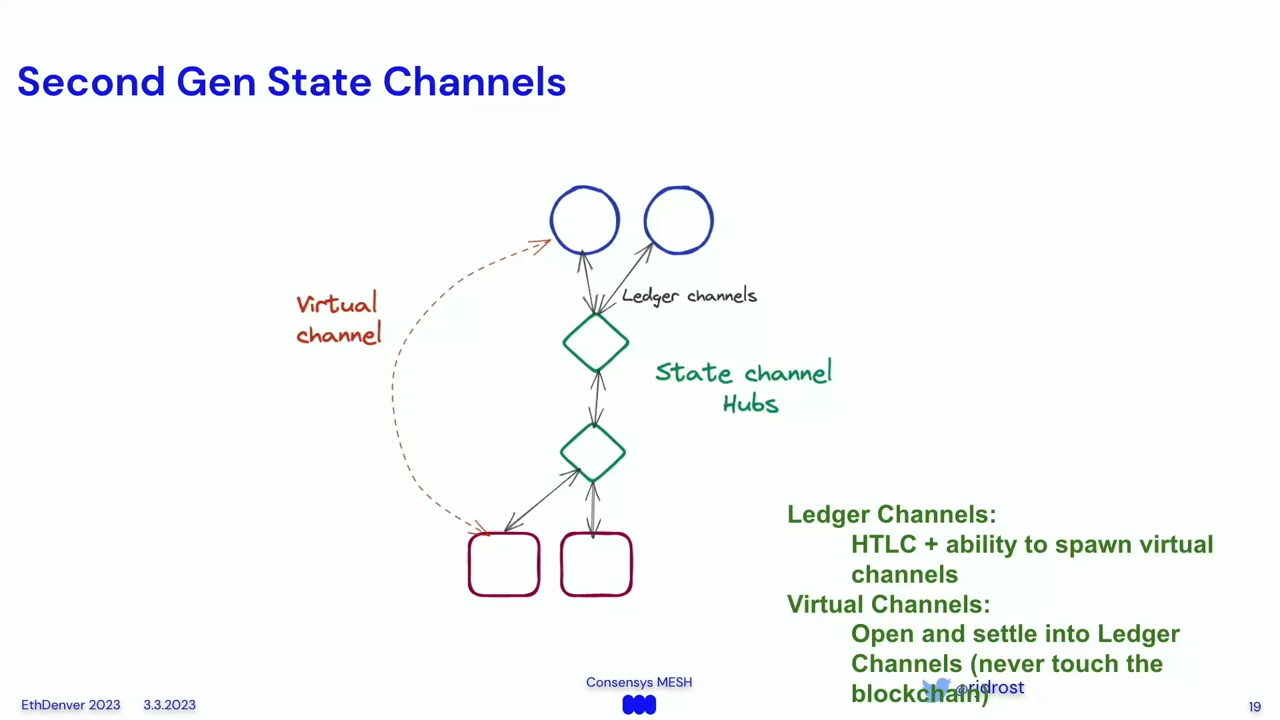 Second Gen State Channels
Ledger channels
Virtual
channel
State channel
Hubs
Ledger Channels:
HTLC + ability to spawn virtual
channels
Virtual Channels:
Open and settle into Ledger
Channels (never touch the
blockchain)
@ridrost
Consensys MESH
EthDenver 2023 3.3.2023
19